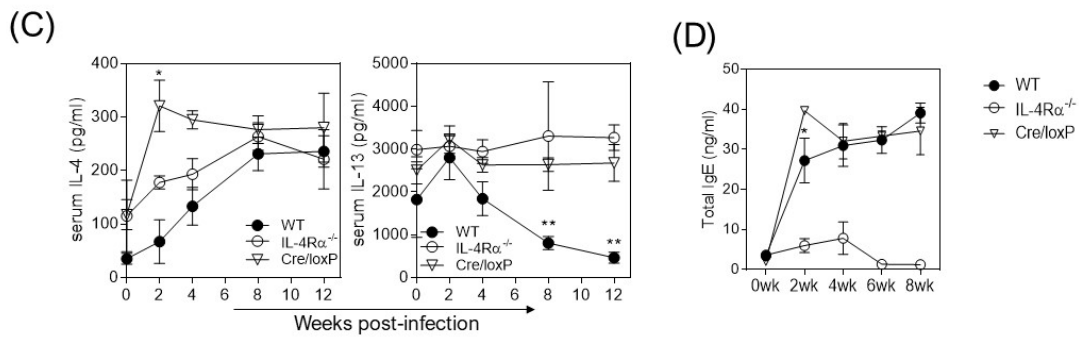 (C)
serum IL-4 (pg/ml)
400
300
200
100
0
0 2 4 6 8 10 12
WT
IL-4Rα-/-
Cre/loxP
*
serum IL-13 (pg/ml)
5000
4000
3000
2000
1000
0
0 2 4 6 8 10 12
WT
IL-4Rα-/-
Cre/loxP
**
**
Weeks post-infection
(D)
Total IgE (ng/ml)
50
40
30
20
10
0
0wk 2wk 4wk 6wk 8wk
*
WT
IL-4Rα-/-
Cre/loxP